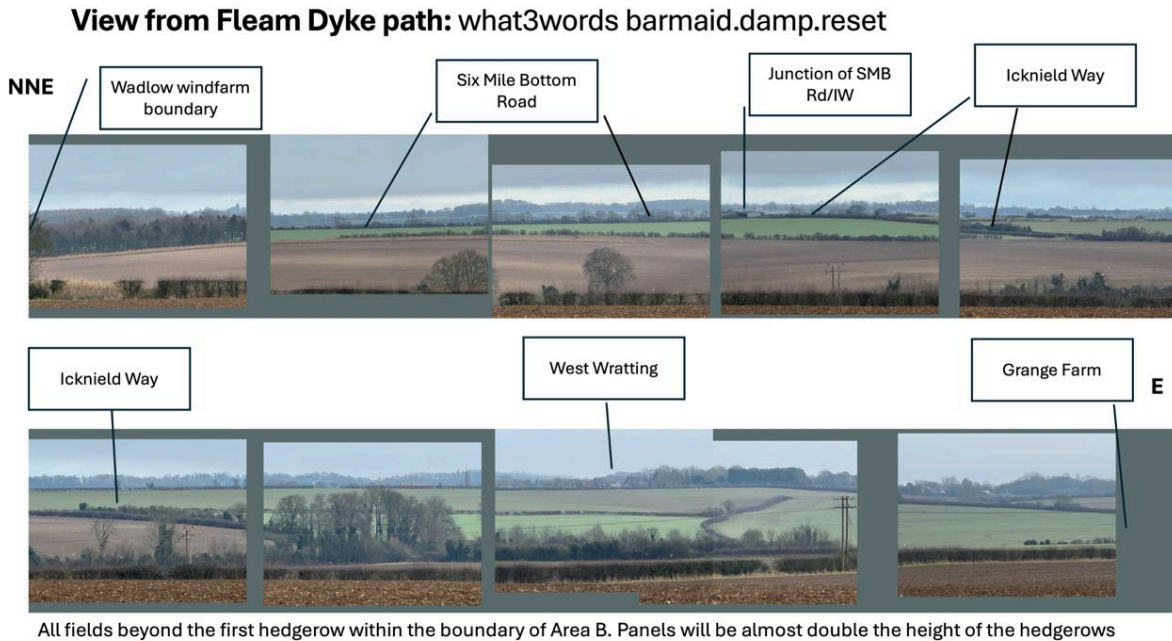 View from Fleam Dyke path: what3words barmaid.damp.reset
NNE
Wadlow windfarm
boundary
Six Mile Bottom
Road
Junction of SMB
Rd/IW
Icknield Way
Icknield Way
West Wratting
Grange Farm
E
All fields beyond the first hedgerow within the boundary of Area B. Panels will be almost double the height of the hedgerows